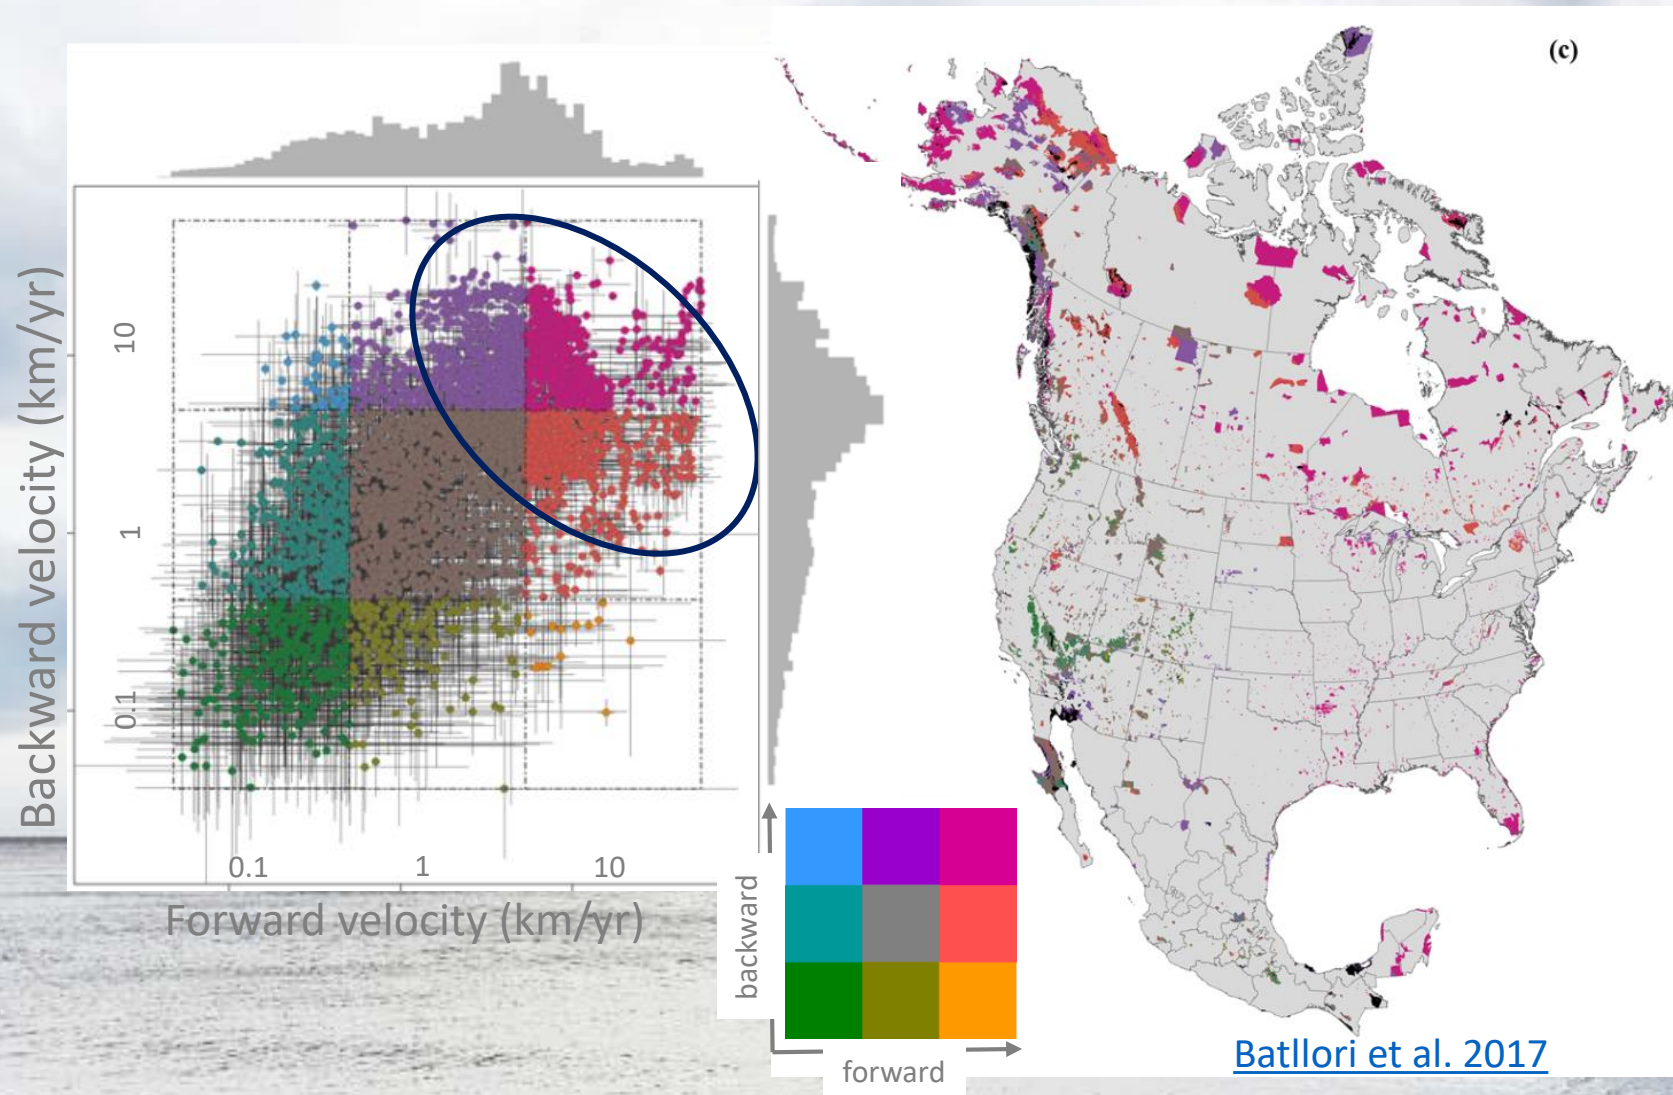 (c)
Backward velocity (km/yr)
10
1
0.1
0.1 1 10
Forward velocity (km/yr)
backward
forward
Batllori et al. 2017